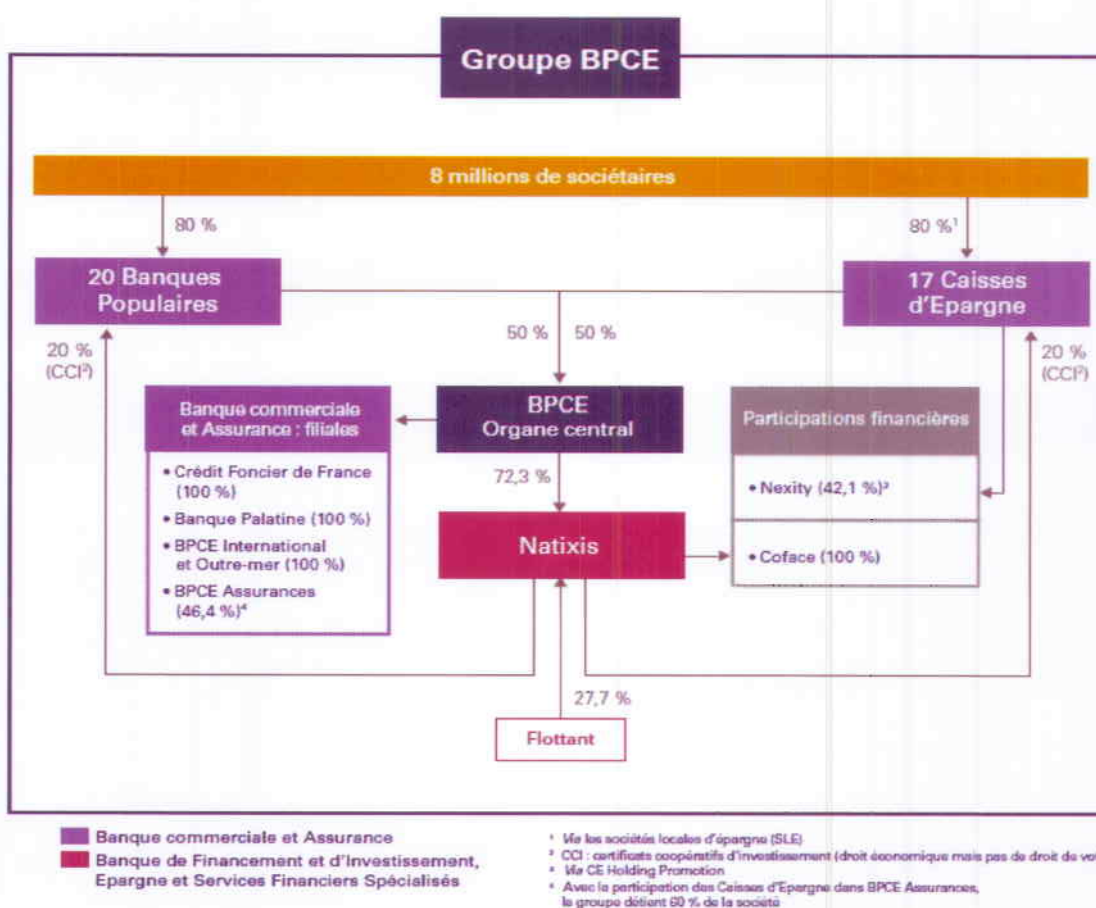 Groupe BPCE
8 millions de sociétaires
80 %
80 %¹
20 Banques
Populaires
17 Caisses
d'Epargne
50 %
50 %
20 %
(CCI²)
20 %
(CCI²)
Banque commerciale
et Assurance : filiales
BPCE
Organe central
Participations financières
• Crédit Foncier de France
(100 %)
• Banque Palatine (100 %)
• BPCE International
et Outre-mer (100 %)
• BPCE Assurances
(46,4 %)⁴
72,3 %
• Nexity (42,1 %)³
Natixis
• Coface (100 %)
27,7 %
Flottant
Banque commerciale et Assurance
Banque de Financement et d'Investissement,
Epargne et Services Financiers Spécialisés
¹ Via les sociétés locales d'épargne (SLE)
² CCI : certificats coopératifs d'investissement (droit économique mais pas de droit de
³ Via CE Holding Promotion
⁴ Avec la participation des Caisses d'Epargne dans BPCE Assurances,
le groupe détient 60 % de la société